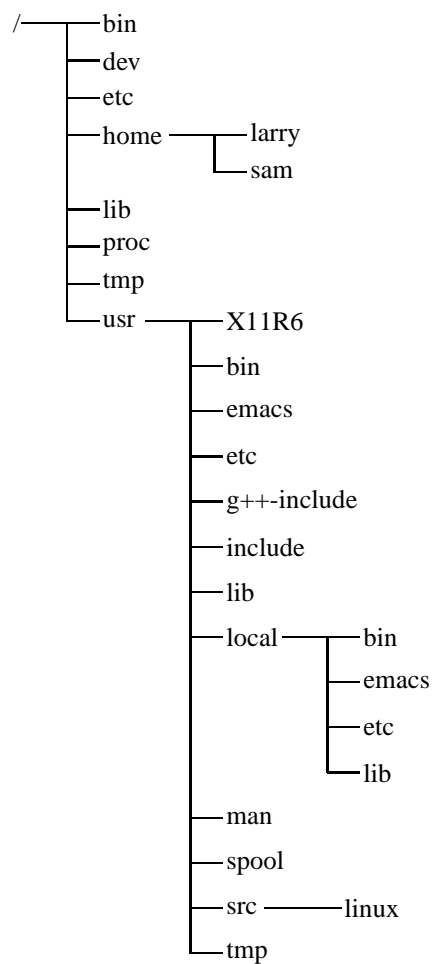 / bin
dev
etc
home larry
sam
lib
proc
tmp
usr X11R6
bin
emacs
etc
g++-include
include
lib
local bin
emacs
etc
lib
man
spool
src linux
tmp